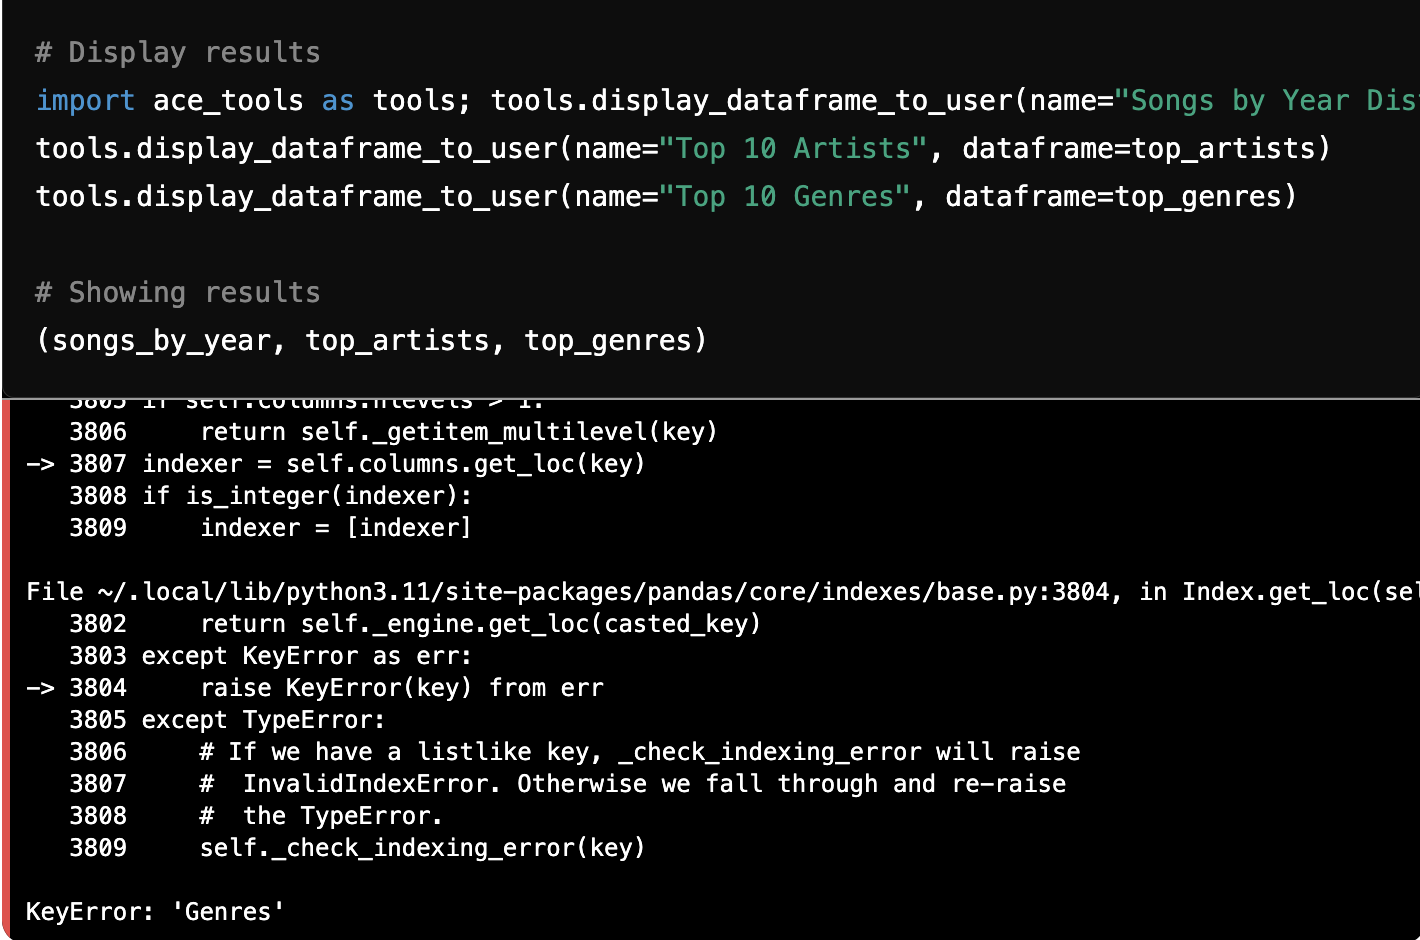 # Display results
import ace_tools as tools; tools.display_dataframe_to_user(name="Songs by Year Dis
tools.display_dataframe_to_user(name="Top 10 Artists", dataframe=top_artists)
tools.display_dataframe_to_user(name="Top 10 Genres", dataframe=top_genres)
# Showing results
(songs_by_year, top_artists, top_genres)
3805 if self.columns.nlevels > 1:
3806     return self._getitem_multilevel(key)
-> 3807 indexer = self.columns.get_loc(key)
3808 if is_integer(indexer):
3809     indexer = [indexer]
File ~/.local/lib/python3.11/site-packages/pandas/core/indexes/base.py:3804, in Index.get_loc(sel
3802     return self._engine.get_loc(casted_key)
3803 except KeyError as err:
-> 3804     raise KeyError(key) from err
3805 except TypeError:
3806     # If we have a listlike key, _check_indexing_error will raise
3807     #  InvalidIndexError. Otherwise we fall through and re-raise
3808     #  the TypeError.
3809     self._check_indexing_error(key)
KeyError: 'Genres'